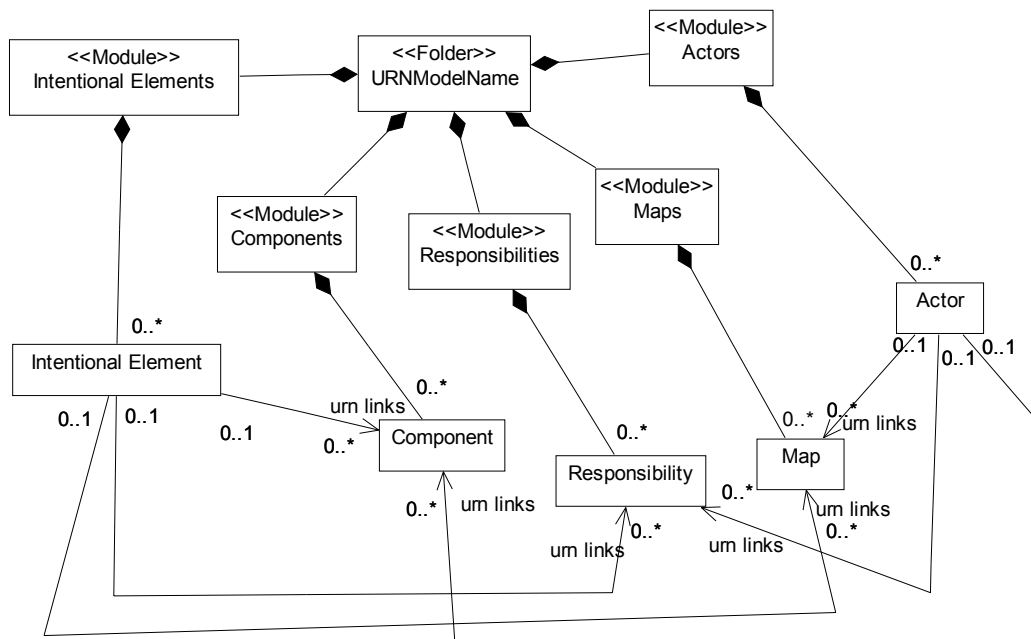 <<Module>>
Intentional Elements
<<Folder>>
URNModelName
<<Module>>
Actors
<<Module>>
Components
<<Module>>
Responsibilities
<<Module>>
Maps
0..*
Actor
0..*
Intentional Element
0..1
0..1
0..1
0..1
0..1
0..1
urn links
0..*
0..*
Component
0..*
0..*
0..*
urn links
Map
Responsibility
0..*
urn links
0..*
0..*
urn links
0..*
urn links
urn links